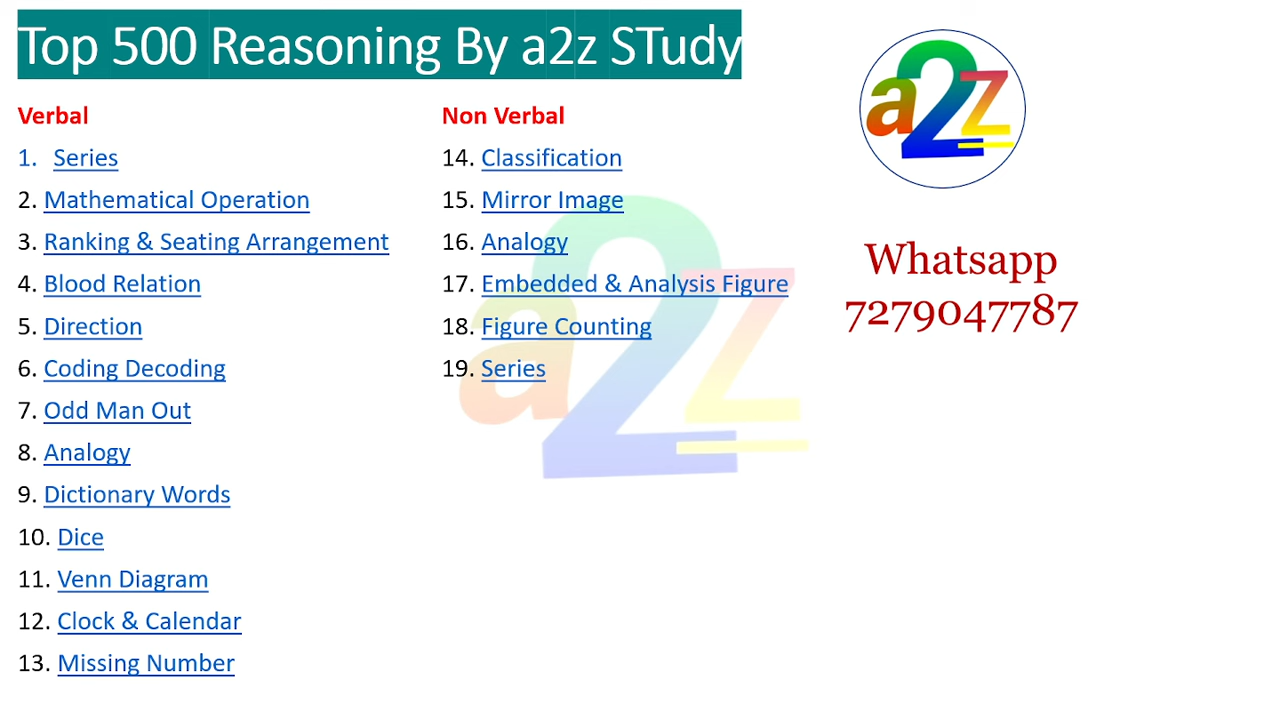 Top 500 Reasoning By a2z STudy
Verbal
1. Series
2. Mathematical Operation
3. Ranking & Seating Arrangement
4. Blood Relation
5. Direction
6. Coding Decoding
7. Odd Man Out
8. Analogy
9. Dictionary Words
10. Dice
11. Venn Diagram
12. Clock & Calendar
13. Missing Number
Non Verbal
14. Classification
15. Mirror Image
16. Analogy
17. Embedded & Analysis Figure
18. Figure Counting
19. Series
a2z
a2z
Whatsapp
7279047787